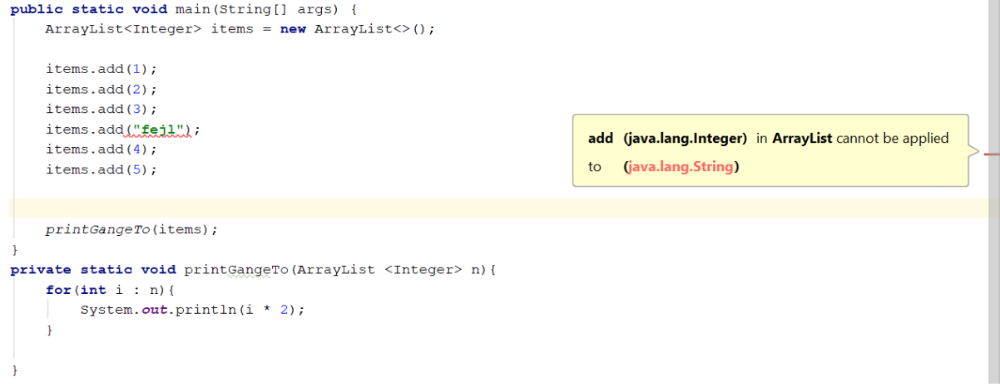 public static void main(String[] args) {
ArrayList<Integer> items = new ArrayList<>();
items.add(1);
items.add(2);
items.add(3);
items.add("fejl");
items.add(4);
items.add(5);
add (java.lang.Integer) in ArrayList cannot be applied
to (java.lang.String)
printGangeTo(items);
}
private static void printGangeTo(ArrayList <Integer> n){
for(int i : n){
System.out.println(i * 2);
}
}